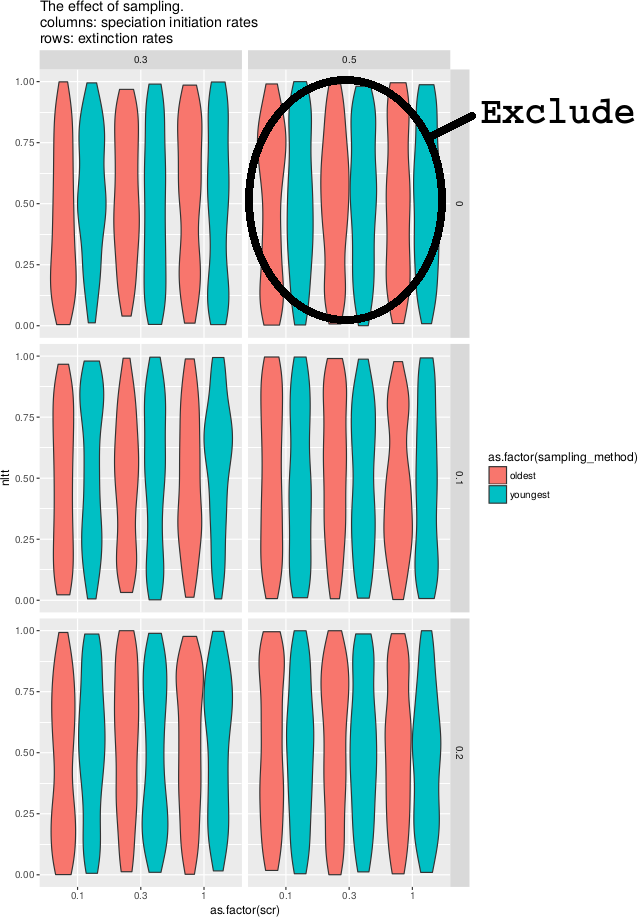 The effect of sampling.
columns: speciation initiation rates
rows: extinction rates
0.3 0.5
Exclude
1.00
0.75
0.50
0.25
0.00
0
1.00
0.75
0.50
0.25
0.00
0.1
1.00
0.75
0.50
0.25
0.00
0.2
nltt
0.1 0.3 1 0.1 0.3 1
as.factor(scr)
as.factor(sampling_method)
oldest
youngest